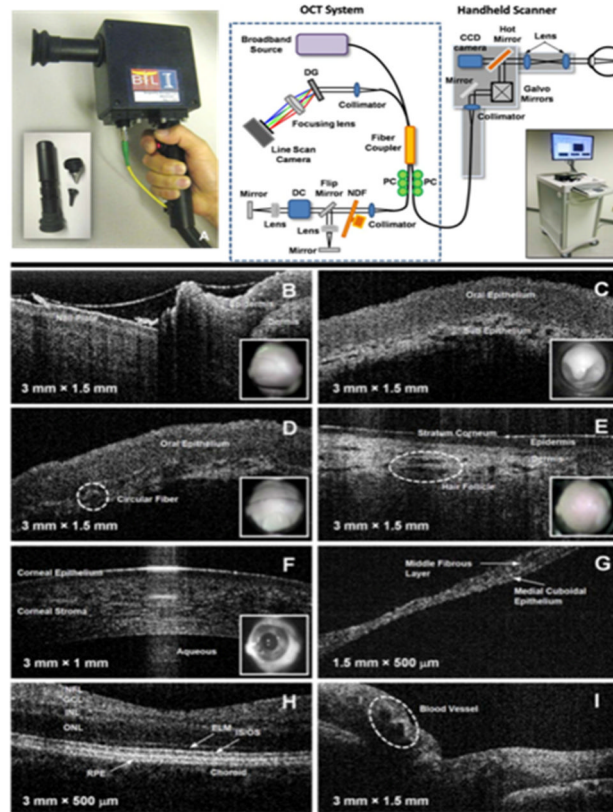 OCT System
Handheld Scanner
Broadband
Source
DG
Collimator
Focusing lens
Line Scan
Camera
Fiber
Coupler
PC
PC
DC
Flip
Mirror
NDF
Mirror
Lens
Lens
Collimator
Mirror
CCD
camera
Hot
Mirror
Lens
Mirror
Galvo
Mirrors
Collimator
BTL
A
B
3 mm × 1.5 mm
C
Oral Epithelium
3 mm × 1.5 mm
D
Oral Epithelium
Circular Fiber
3 mm × 1.5 mm
E
Stratum Corneum
Epidermis
Hair Follicle
3 mm × 1.5 mm
F
Corneal Epithelium
Corneal Stroma
Aqueous
3 mm × 1 mm
G
Middle Fibrous
Layer
Medial Cuboidal
Epithelium
1.5 mm × 500 μm
H
INL
ONL
ELM
IS/OS
RPE
Choroid
3 mm × 500 μm
I
Blood Vessel
3 mm × 1.5 mm